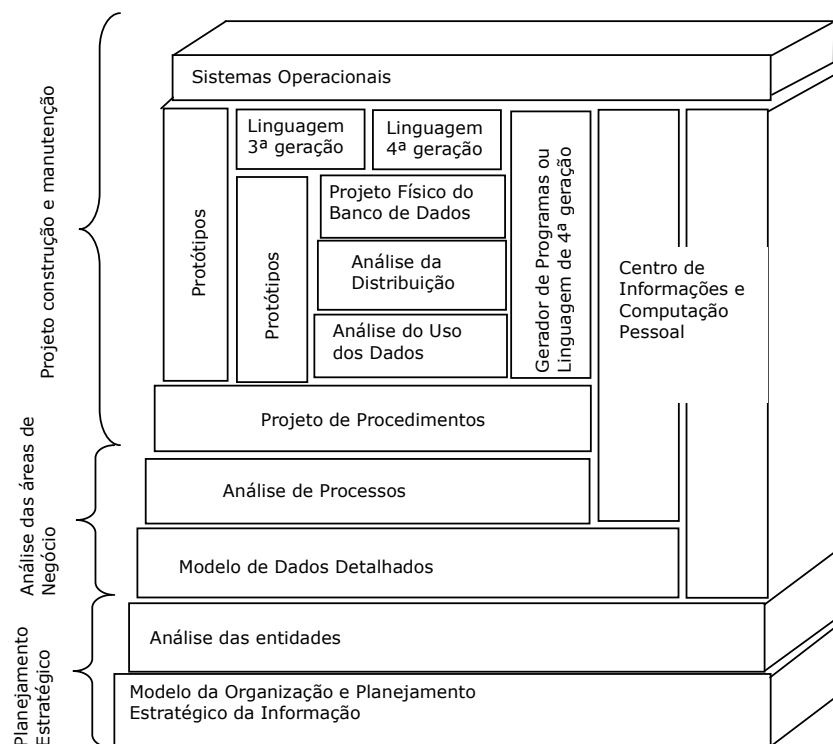 Sistemas Operacionais
Projeto construção e manutenção
Protótipos
Linguagem
3ª geração
Linguagem
4ª geração
Protótipos
Projeto Físico do
Banco de Dados
Análise da
Distribuição
Análise do Uso
dos Dados
Gerador de Programas ou
Linguagem de 4ª geração
Centro de
Informações e
Computação
Pessoal
Projeto de Procedimentos
Análise das áreas de
Negócio
Análise de Processos
Modelo de Dados Detalhados
Planejamento
Estratégico
Análise das entidades
Modelo da Organização e Planejamento
Estratégico da Informação